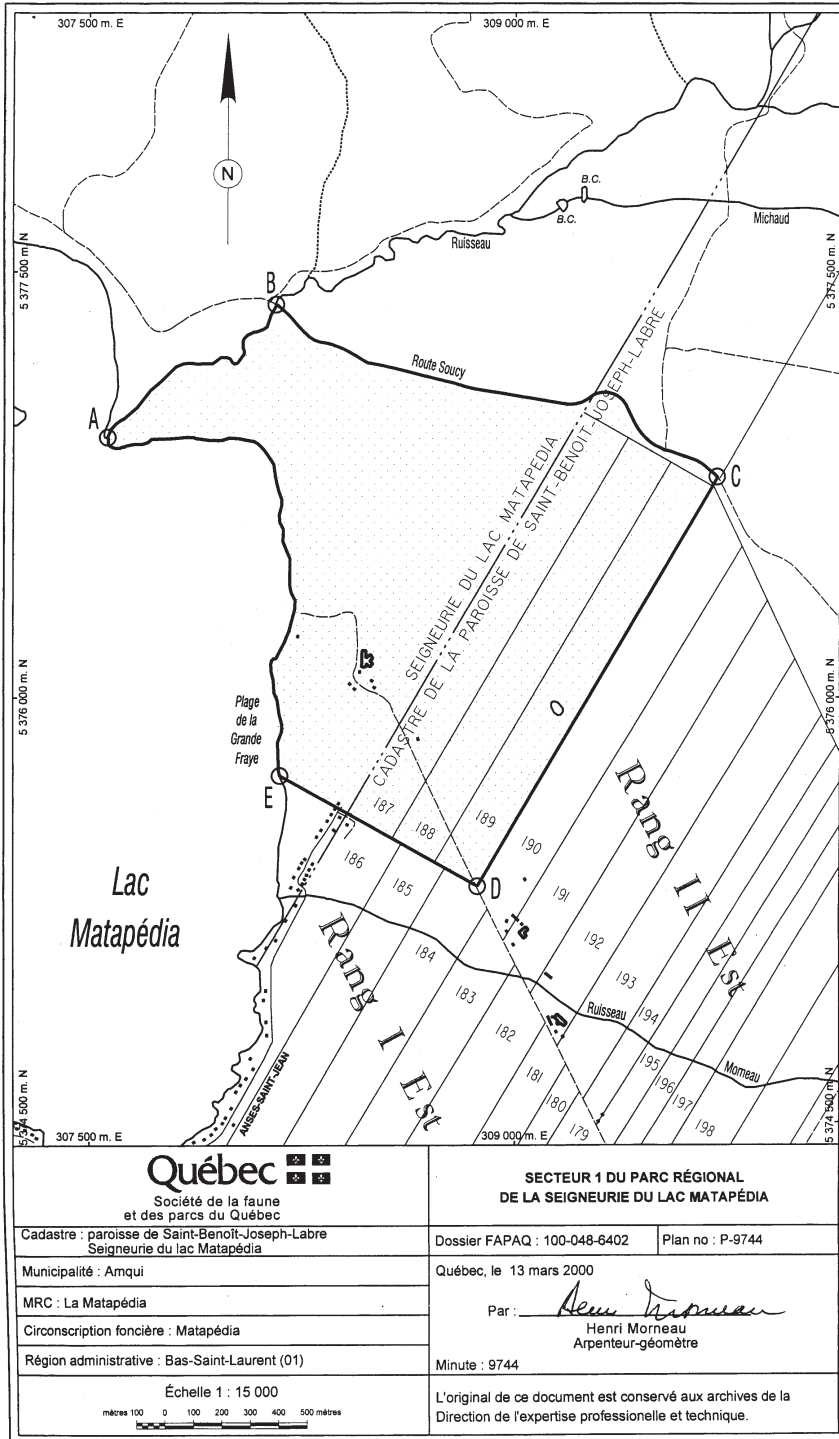 307 500 m. E
309 000 m. E
N
B.C.
B.C.
Michaud
Ruisseau
5 377 500 m. N
5 377 500 m. N
B
Route Soucy
A
C
SEIGNEURIE DU LAC MATAPEDIA
CADASTRE DE LA PAROISSE DE SAINT-BENOIT-JOSEPH-LABRE
5 376 000 m. N
5 376 000 m. N
Plage
de la
Grande
Fraye
E
187
188
189
190
186
185
D
191
Rang II Est
Lac
Matapédia
184
192
193
183
194
Rang I Est
182
Ruisseau
195
Morneau
181
196
180
197
179
198
ANSES-SAINT-JEAN
5 374 500 m. N
5 374 500 m. N
307 500 m. E
309 000 m. E
Québec
Société de la faune
et des parcs du Québec
SECTEUR 1 DU PARC RÉGIONAL
DE LA SEIGNEURIE DU LAC MATAPÉDIA
Cadastre : paroisse de Saint-Benoît-Joseph-Labre
Seigneurie du lac Matapédia
Dossier FAPAQ : 100-048-6402
Plan no : P-9744
Municipalité : Amqui
Québec, le 13 mars 2000
MRC : La Matapédia
Par : Henri Morneau
Henri Morneau
Arpenteur-géomètre
Circonscription foncière : Matapédia
Région administrative : Bas-Saint-Laurent (01)
Minute : 9744
Échelle 1 : 15 000
mètres 100 0 100 200 300 400 500 mètres
L'original de ce document est conservé aux archives de la
Direction de l'expertise professionelle et technique.